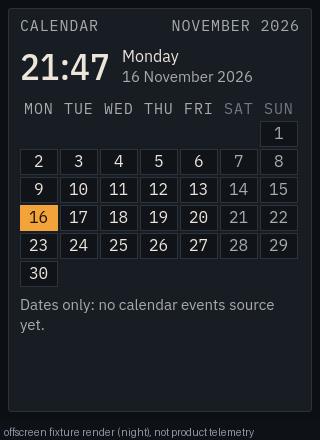 CALENDAR NOVEMBER 2026
21:47 Monday
16 November 2026
MON TUE WED THU FRI SAT SUN
1
2 3 4 5 6 7 8
9 10 11 12 13 14 15
16 17 18 19 20 21 22
23 24 25 26 27 28 29
30
Dates only: no calendar events source
yet.
offscreen fixture render (night), not product telemetry